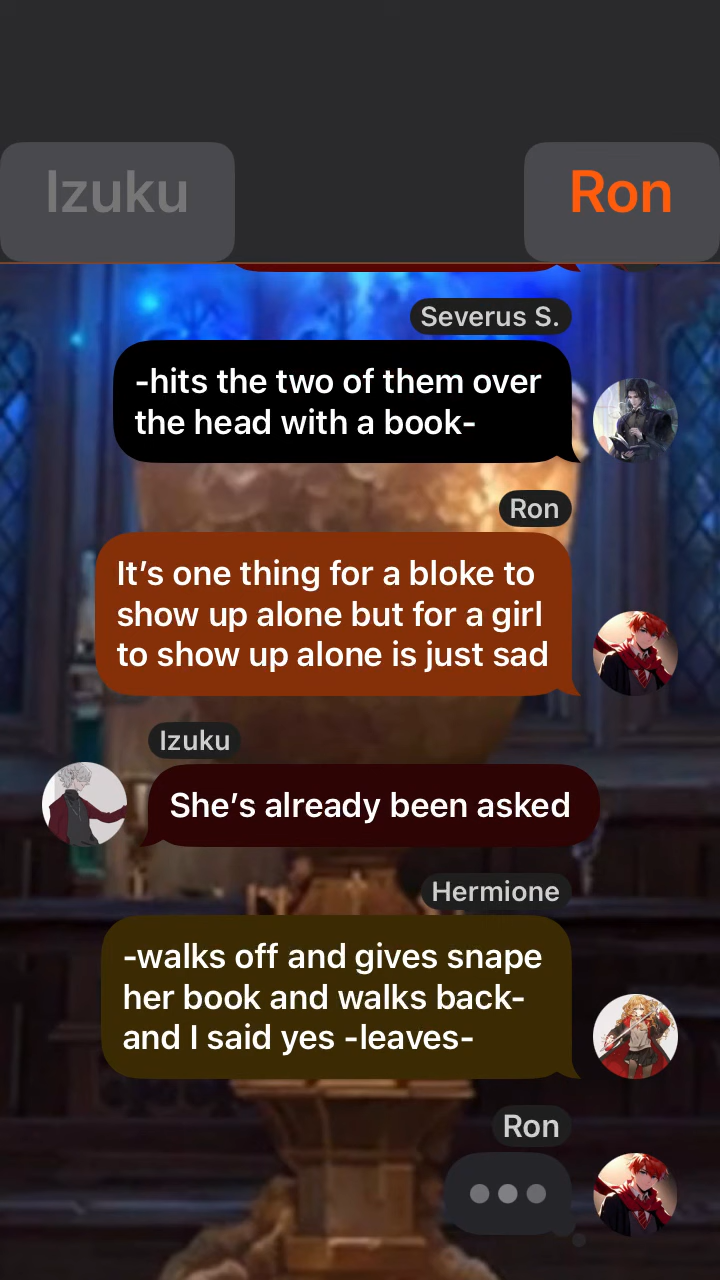 Izuku
Ron
Severus S.
-hits the two of them over
the head with a book-
Ron
It’s one thing for a bloke to
show up alone but for a girl
to show up alone is just sad
Izuku
She’s already been asked
Hermione
-walks off and gives snape
her book and walks back-
and I said yes -leaves-
Ron